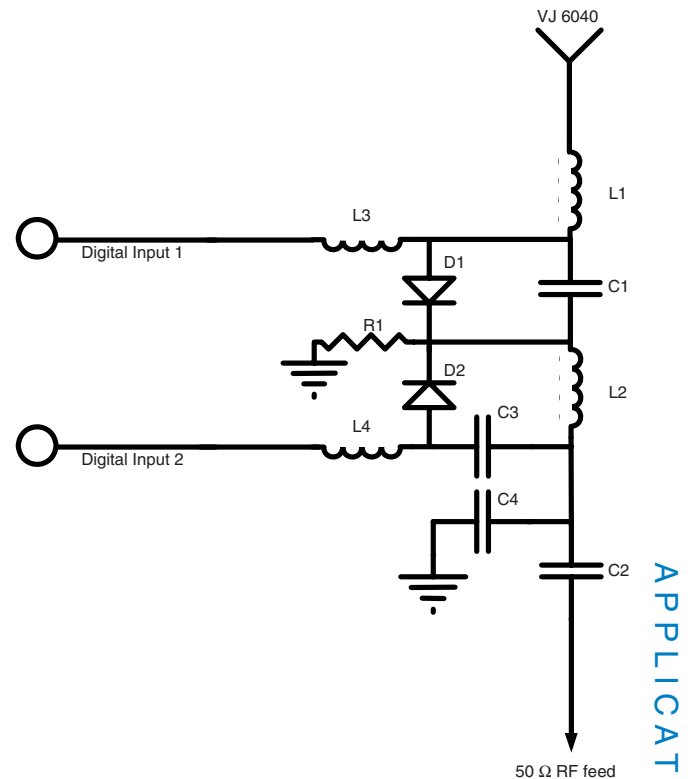 VJ 6040
L1
L3
Digital Input 1
D1
C1
R1
D2
L2
C3
L4
Digital Input 2
C4
C2
APPLICAT
50 Ω RF feed